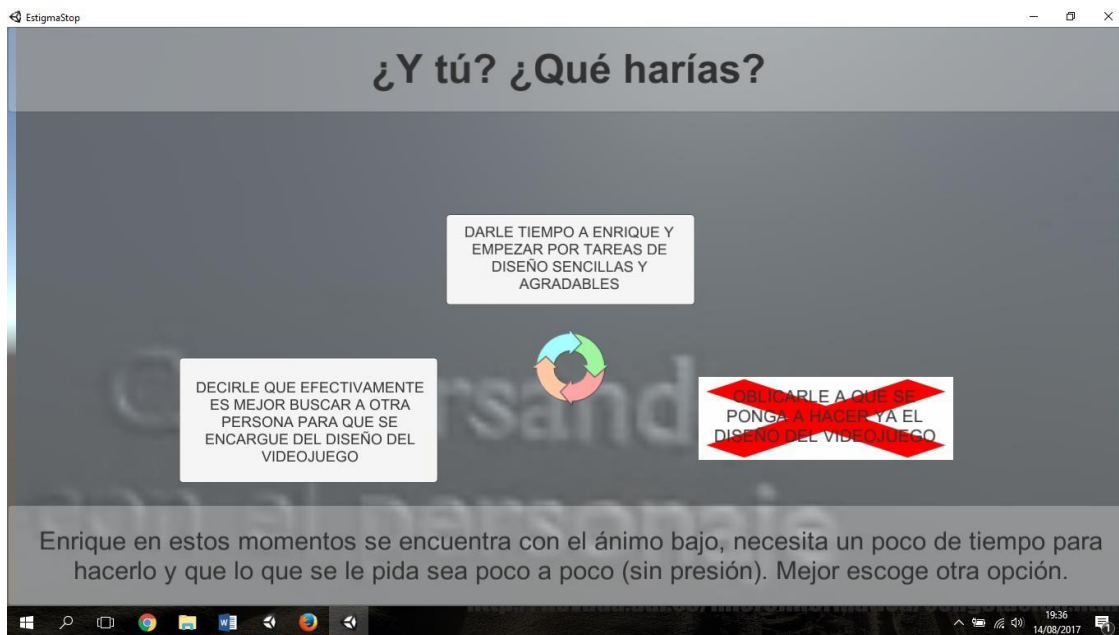 EstigmaStop
¿Y tú? ¿Qué harías?
DARLE TIEMPO A ENRIQUE Y
EMPEZAR POR TAREAS DE
DISEÑO SENCILLAS Y
AGRADABLES
DECIRLE QUE EFECTIVAMENTE
ES MEJOR BUSCAR A OTRA
PERSONA PARA QUE SE
ENCARGUE DEL DISEÑO DEL
VIDEOJUEGO
OBLICARLE A QUE SE
PONGA A HACER YA EL
DISEÑO DEL VIDEOJUEGO
con el personaje
Enrique en estos momentos se encuentra con el ánimo bajo, necesita un poco de tiempo para
hacerlo y que lo que se le pida sea poco a poco (sin presión). Mejor escoge otra opción.
19:36
14/08/2017